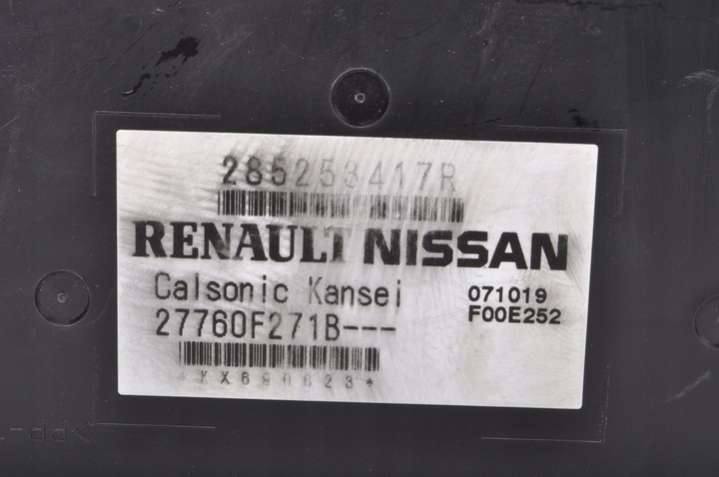 285253417R
RENAULT NISSAN
Calsonic Kansei
071019
27760F271B---
F00E252